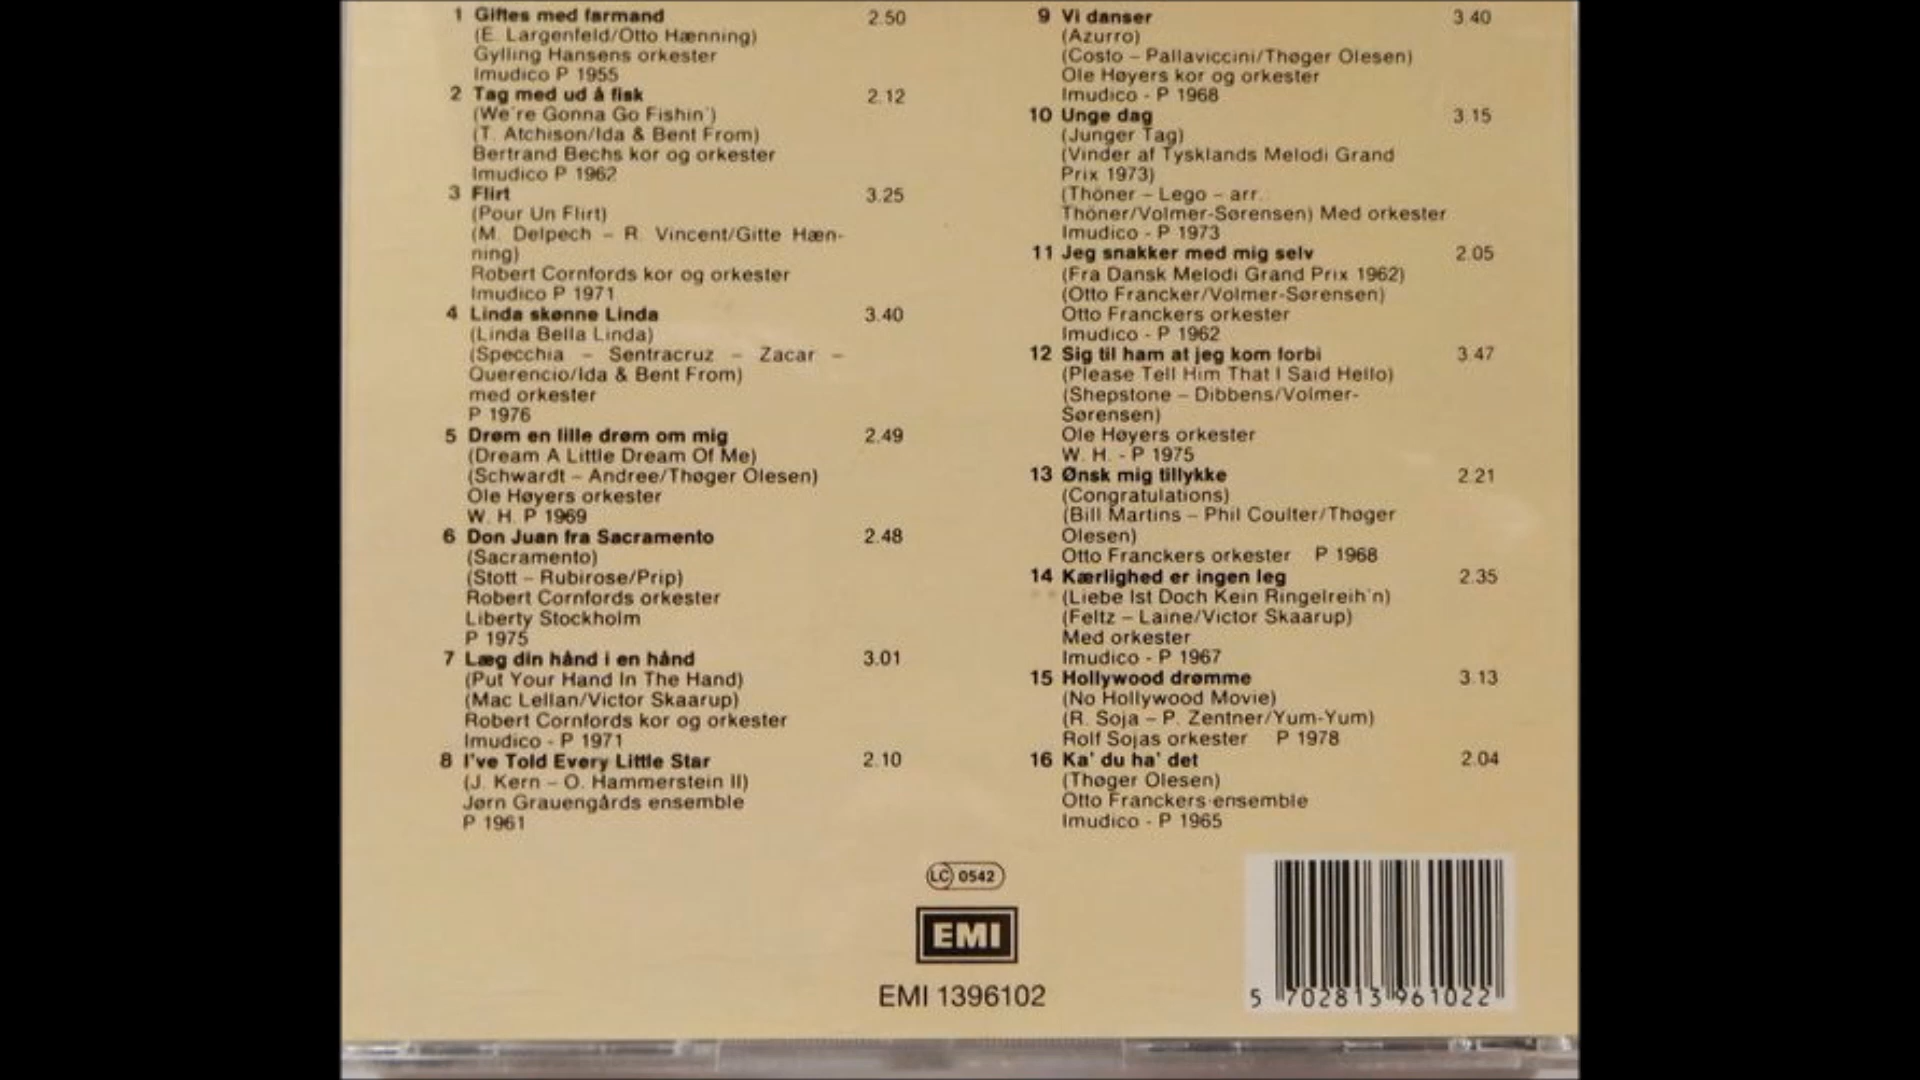 1 Giftes med farmand 2.50
(E. Largenfeld/Otto Hænning)
Gylling Hansens orkester
Imudico P 1955
2 Tag med ud å fisk 2.12
(We're Gonna Go Fishin')
(T. Atchison/Ida & Bent From)
Bertrand Bechs kor og orkester
Imudico P 1962
3 Flirt 3.25
(Pour Un Flirt)
(M. Delpech – R. Vincent/Gitte Hæn-
ning)
Robert Cornfords kor og orkester
Imudico P 1971
4 Linda skønne Linda 3.40
(Linda Bella Linda)
(Specchia – Sentracruz – Zacar –
Querencio/Ida & Bent From)
med orkester
P 1976
5 Drøm en lille drøm om mig 2.49
(Dream A Little Dream Of Me)
(Schwardt – Andree/Thøger Olesen)
Ole Høyers orkester
W. H. P 1969
6 Don Juan fra Sacramento 2.48
(Sacramento)
(Stott – Rubirose/Prip)
Robert Cornfords orkester
Liberty Stockholm
P 1975
7 Læg din hånd i en hånd 3.01
(Put Your Hand In The Hand)
(Mac Lellan/Victor Skaarup)
Robert Cornfords kor og orkester
Imudico - P 1971
8 I've Told Every Little Star 2.10
(J. Kern – O. Hammerstein II)
Jørn Grauengårds ensemble
P 1961
9 Vi danser 3.40
(Azurro)
(Costo – Pallaviccini/Thøger Olesen)
Ole Høyers kor og orkester
Imudico - P 1968
10 Unge dag 3.15
(Junger Tag)
(Vinder af Tysklands Melodi Grand
Prix 1973)
(Thöner – Lego – arr.
Thöner/Volmer-Sørensen) Med orkester
Imudico - P 1973
11 Jeg snakker med mig selv 2.05
(Fra Dansk Melodi Grand Prix 1962)
(Otto Francker/Volmer-Sørensen)
Otto Franckers orkester
Imudico - P 1962
12 Sig til ham at jeg kom forbi 3.47
(Please Tell Him That I Said Hello)
(Shepstone – Dibbens/Volmer-
Sørensen)
Ole Høyers orkester
W. H. - P 1975
13 Ønsk mig tillykke 2.21
(Congratulations)
(Bill Martins – Phil Coulter/Thøger
Olesen)
Otto Franckers orkester P 1968
14 Kærlighed er ingen leg 2.35
(Liebe Ist Doch Kein Ringelreih'n)
(Feltz – Laine/Victor Skaarup)
Med orkester
Imudico - P 1967
15 Hollywood drømme 3.13
(No Hollywood Movie)
(R. Soja – P. Zentner/Yum-Yum)
Rolf Sojas orkester P 1978
16 Ka' du ha' det 2.04
(Thøger Olesen)
Otto Franckers ensemble
Imudico - P 1965
LC 0542
EMI
EMI 1396102
5 702813 961022